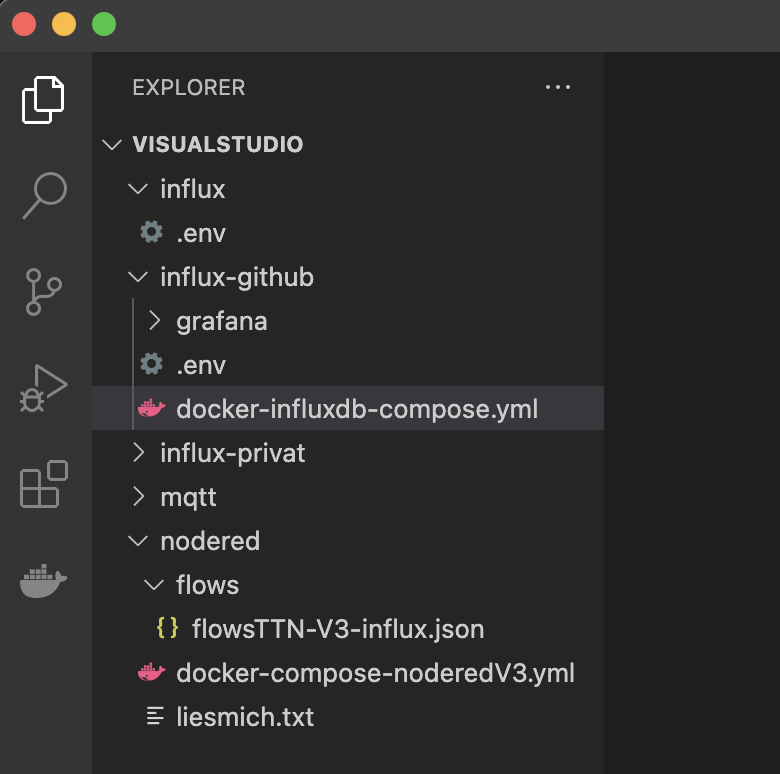 EXPLORER
VISUALSTUDIO
influx
.env
influx-github
grafana
.env
docker-influxdb-compose.yml
influx-privat
mqtt
nodered
flows
{} flowsTTN-V3-influx.json
docker-compose-noderedV3.yml
liesmich.txt